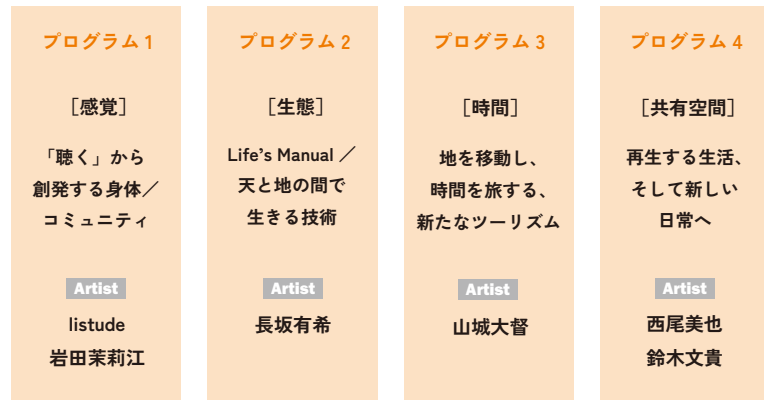 プログラム 1
［感覚］
「聴く」から
創発する身体／
コミュニティ
Artist
listude
岩田茉莉江
プログラム 2
［生態］
Life's Manual ／
天と地の間で
生きる技術
Artist
長坂有希
プログラム 3
［時間］
地を移動し、
時間を旅する、
新たなツーリズム
Artist
山城大督
プログラム 4
［共有空間］
再生する生活、
そして新しい
日常へ
Artist
西尾美也
鈴木文貴